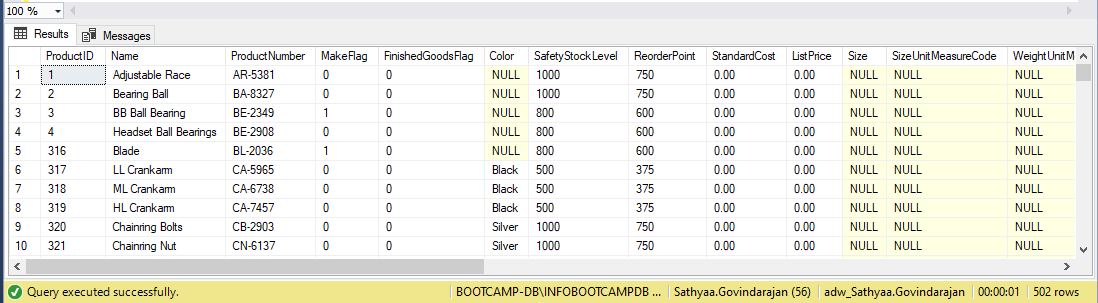 100 %
Results Messages
ProductID Name ProductNumber MakeFlag FinishedGoodsFlag Color SafetyStockLevel ReorderPoint StandardCost ListPrice Size SizeUnitMeasureCode WeightUnitM
1 1 Adjustable Race AR-5381 0 0 NULL 1000 750 0.00 0.00 NULL NULL NULL
2 2 Bearing Ball BA-8327 0 0 NULL 1000 750 0.00 0.00 NULL NULL NULL
3 3 BB Ball Bearing BE-2349 1 0 NULL 800 600 0.00 0.00 NULL NULL NULL
4 4 Headset Ball Bearings BE-2908 0 0 NULL 800 600 0.00 0.00 NULL NULL NULL
5 316 Blade BL-2036 1 0 NULL 800 600 0.00 0.00 NULL NULL NULL
6 317 LL Crankarm CA-5965 0 0 Black 500 375 0.00 0.00 NULL NULL NULL
7 318 ML Crankarm CA-6738 0 0 Black 500 375 0.00 0.00 NULL NULL NULL
8 319 HL Crankarm CA-7457 0 0 Black 500 375 0.00 0.00 NULL NULL NULL
9 320 Chainring Bolts CB-2903 0 0 Silver 1000 750 0.00 0.00 NULL NULL NULL
10 321 Chainring Nut CN-6137 0 0 Silver 1000 750 0.00 0.00 NULL NULL NULL
Query executed successfully. BOOTCAMP-DB\INFOBOOTCAMPDB ... Sathyaa.Govindarajan (56) adw_Sathyaa.Govindarajan 00:00:01 502 rows